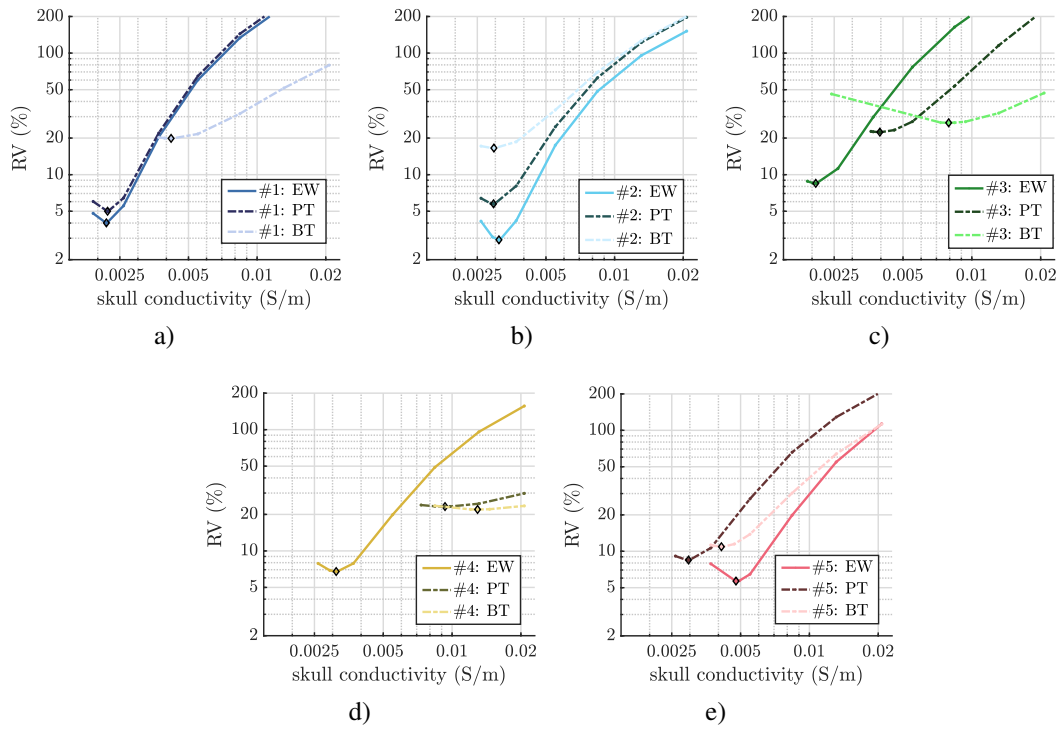 200
100
50
20
10
5
2
RV (%)
0.0025 0.005 0.01 0.02
skull conductivity (S/m)
#1: EW
#1: PT
#1: BT
a)
200
100
50
20
10
5
2
RV (%)
0.0025 0.005 0.01 0.02
skull conductivity (S/m)
#2: EW
#2: PT
#2: BT
b)
200
100
50
20
10
5
2
RV (%)
0.0025 0.005 0.01 0.02
skull conductivity (S/m)
#3: EW
#3: PT
#3: BT
c)
200
100
50
20
10
5
2
RV (%)
0.0025 0.005 0.01 0.02
skull conductivity (S/m)
#4: EW
#4: PT
#4: BT
d)
200
100
50
20
10
5
2
RV (%)
0.0025 0.005 0.01 0.02
skull conductivity (S/m)
#5: EW
#5: PT
#5: BT
e)